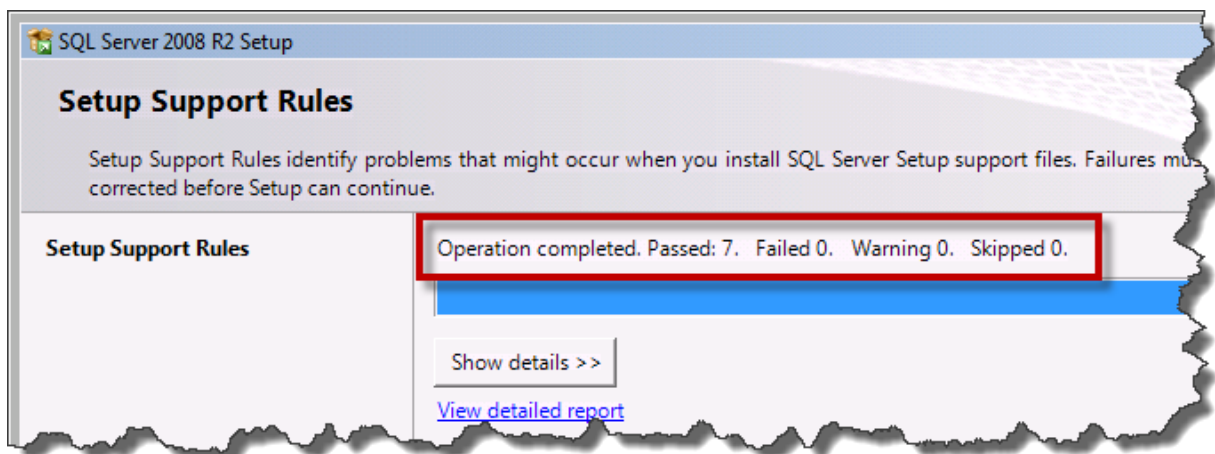 SQL Server 2008 R2 Setup
Setup Support Rules
Setup Support Rules identify problems that might occur when you install SQL Server Setup support files. Failures
corrected before Setup can continue.
Setup Support Rules
Operation completed. Passed: 7. Failed 0. Warning 0. Skipped 0.
Show details >>
View detailed report